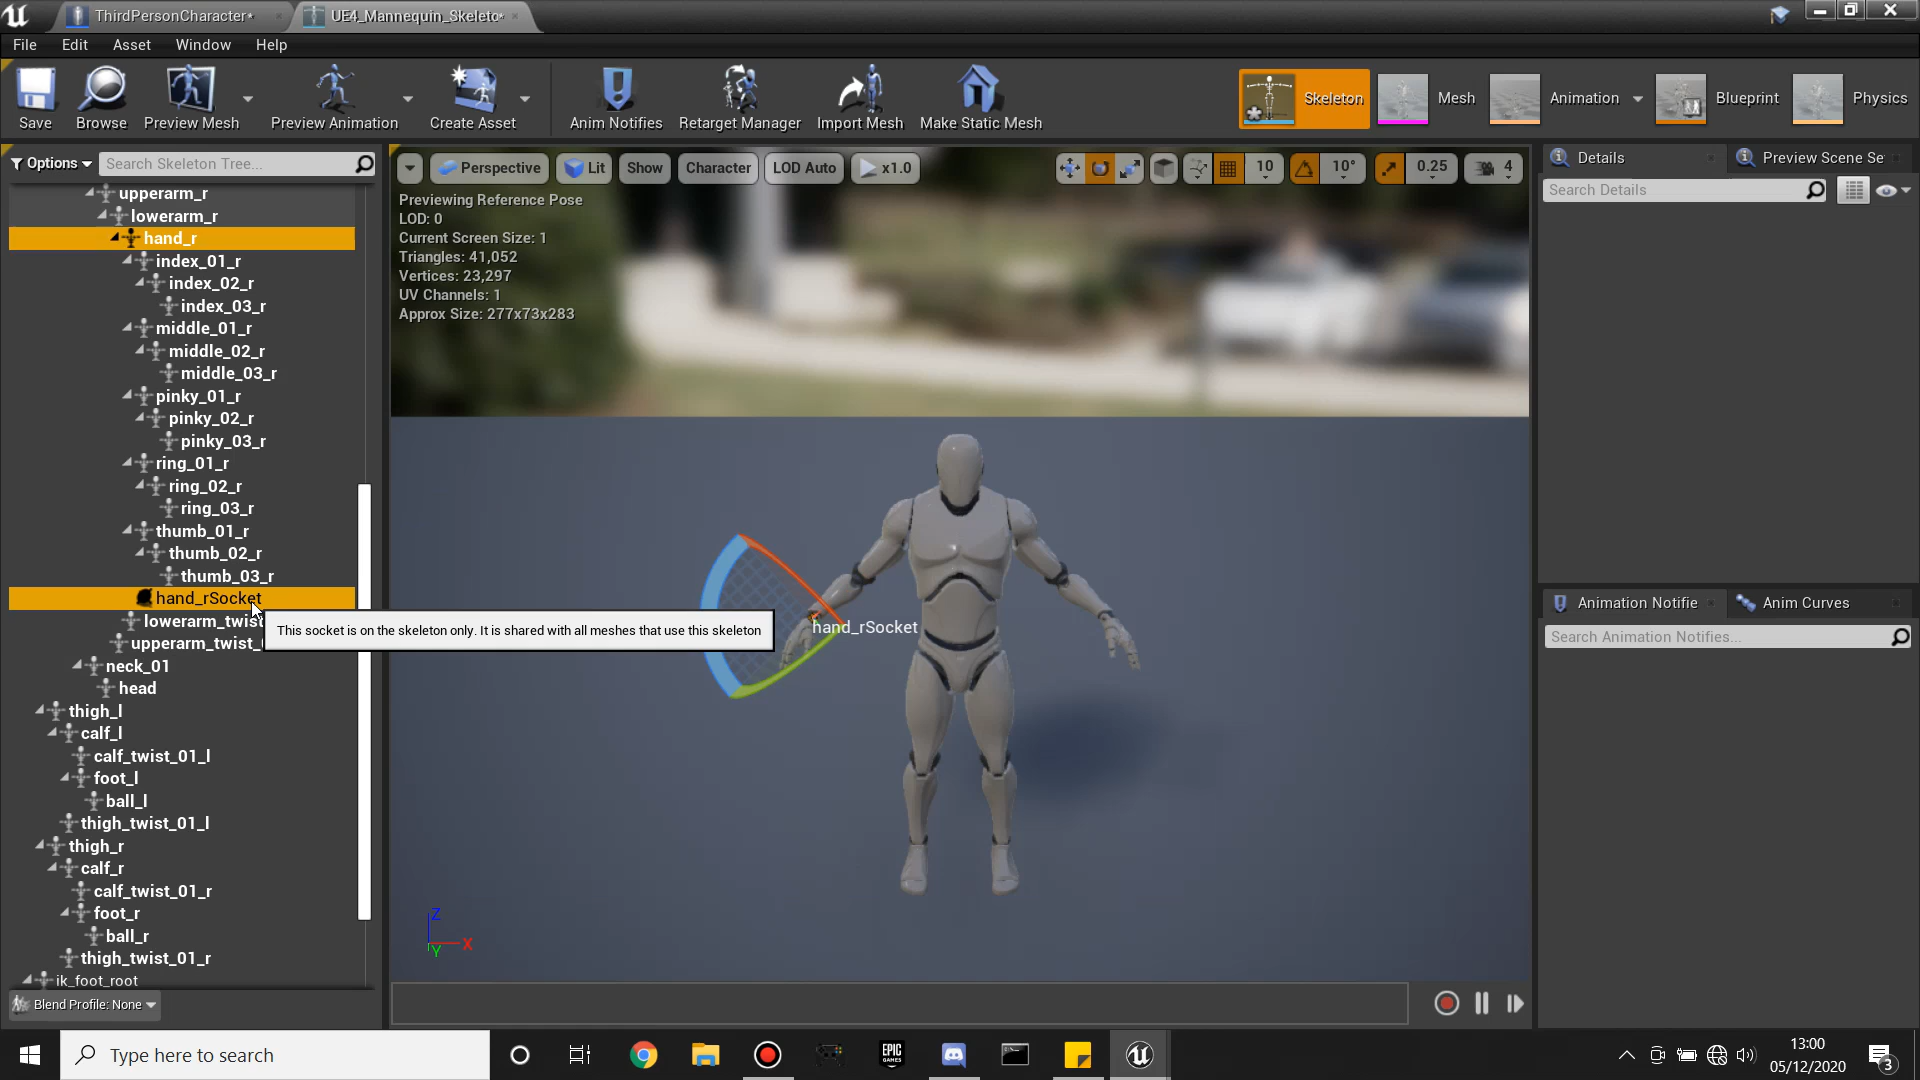 ThirdPersonCharacter*
UE4_Mannequin_Skeleto*
File Edit Asset Window Help
Save
Browse
Preview Mesh
Preview Animation
Create Asset
Anim Notifies
Retarget Manager
Import Mesh
Make Static Mesh
Skeleton
Mesh
Animation
Blueprint
Physics
Options
Search Skeleton Tree...
upperarm_r
lowerarm_r
hand_r
index_01_r
index_02_r
index_03_r
middle_01_r
middle_02_r
middle_03_r
pinky_01_r
pinky_02_r
pinky_03_r
ring_01_r
ring_02_r
ring_03_r
thumb_01_r
thumb_02_r
thumb_03_r
hand_rSocket
lowerarm_twist
upperarm_twist_
neck_01
head
thigh_l
calf_l
calf_twist_01_l
foot_l
ball_l
thigh_twist_01_l
thigh_r
calf_r
calf_twist_01_r
foot_r
ball_r
thigh_twist_01_r
ik_foot_root
Blend Profile: None
This socket is on the skeleton only. It is shared with all meshes that use this skeleton
Perspective
Lit
Show
Character
LOD Auto
x1.0
10
10°
0.25
4
Previewing Reference Pose
LOD: 0
Current Screen Size: 1
Triangles: 41,052
Vertices: 23,297
UV Channels: 1
Approx Size: 277x73x283
hand_rSocket
Z
X
Y
Details
Preview Scene Se
Search Details
Animation Notifie
Anim Curves
Search Animation Notifies...
Type here to search
EPIC
GAMES
13:00
05/12/2020
3